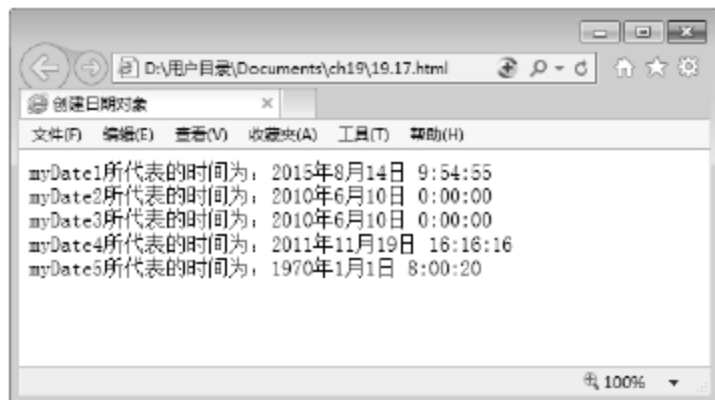 D:\用户目录\Documents\ch19\19.17.html
创建日期对象
文件(F) 编辑(E) 查看(V) 收藏夹(A) 工具(T) 帮助(H)
myDate1所代表的时间为：2015年8月14日 9:54:55
myDate2所代表的时间为：2010年6月10日 0:00:00
myDate3所代表的时间为：2010年6月10日 0:00:00
myDate4所代表的时间为：2011年11月19日 16:16:16
myDate5所代表的时间为：1970年1月1日 8:00:20
100%